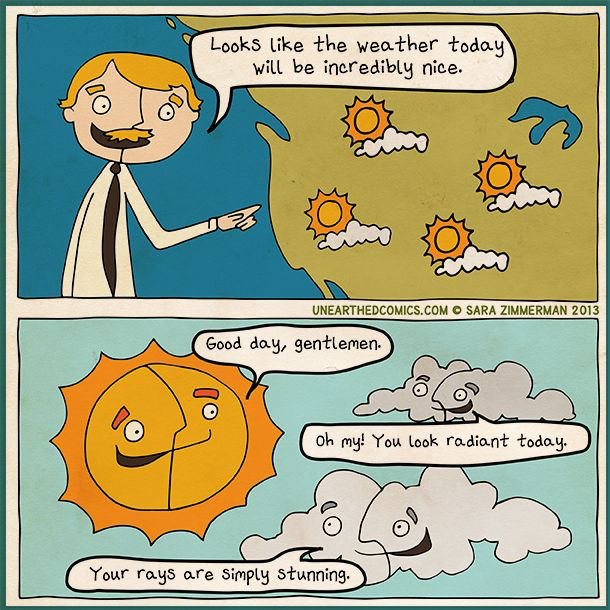 Looks like the weather today
will be incredibly nice.
UNEARTHEDCOMICS.COM © SARA ZIMMERMAN 2013
Good day, gentlemen.
Oh my! You look radiant today.
Your rays are simply stunning.